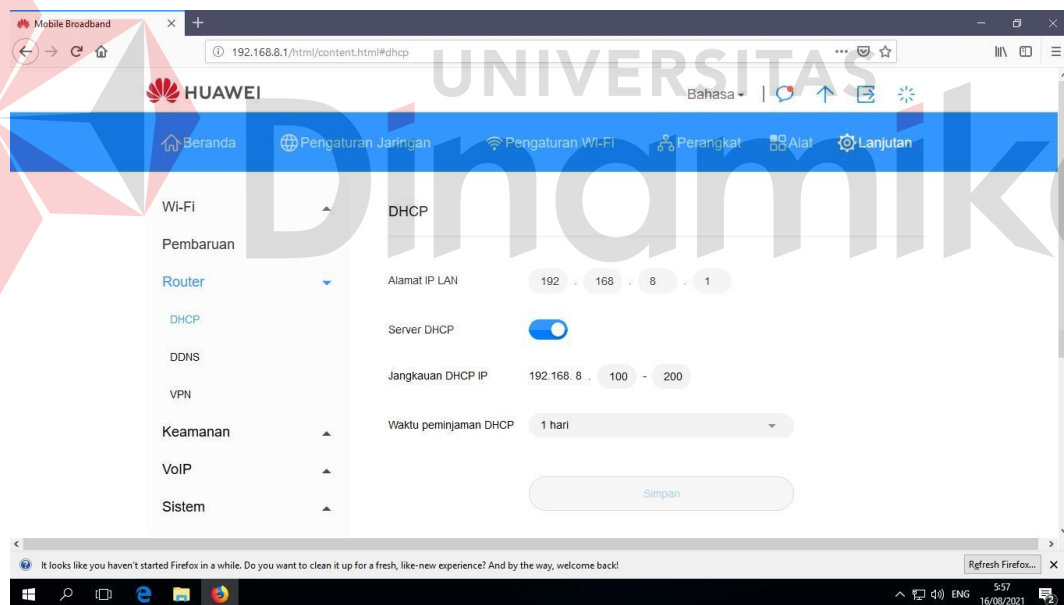 Mobile Broadband
192.168.8.1/html/content.html#dhcp
UNIVERSITAS
Dinamika
HUAWEI
Bahasa
Beranda
Pengaturan Jaringan
Pengaturan Wi-Fi
Perangkat
Alat
Lanjutan
Wi-Fi
DHCP
Pembaruan
Router
Alamat IP LAN
192 . 168 . 8 . 1
DHCP
Server DHCP
DDNS
Jangkauan DHCP IP
192.168. 8 . 100 - 200
VPN
Waktu peminjaman DHCP
1 hari
Keamanan
VoIP
Simpan
Sistem
It looks like you haven't started Firefox in a while. Do you want to clean it up for a fresh, like-new experience? And by the way, welcome back!
Refresh Firefox...
ENG
5:57
16/08/2021
2